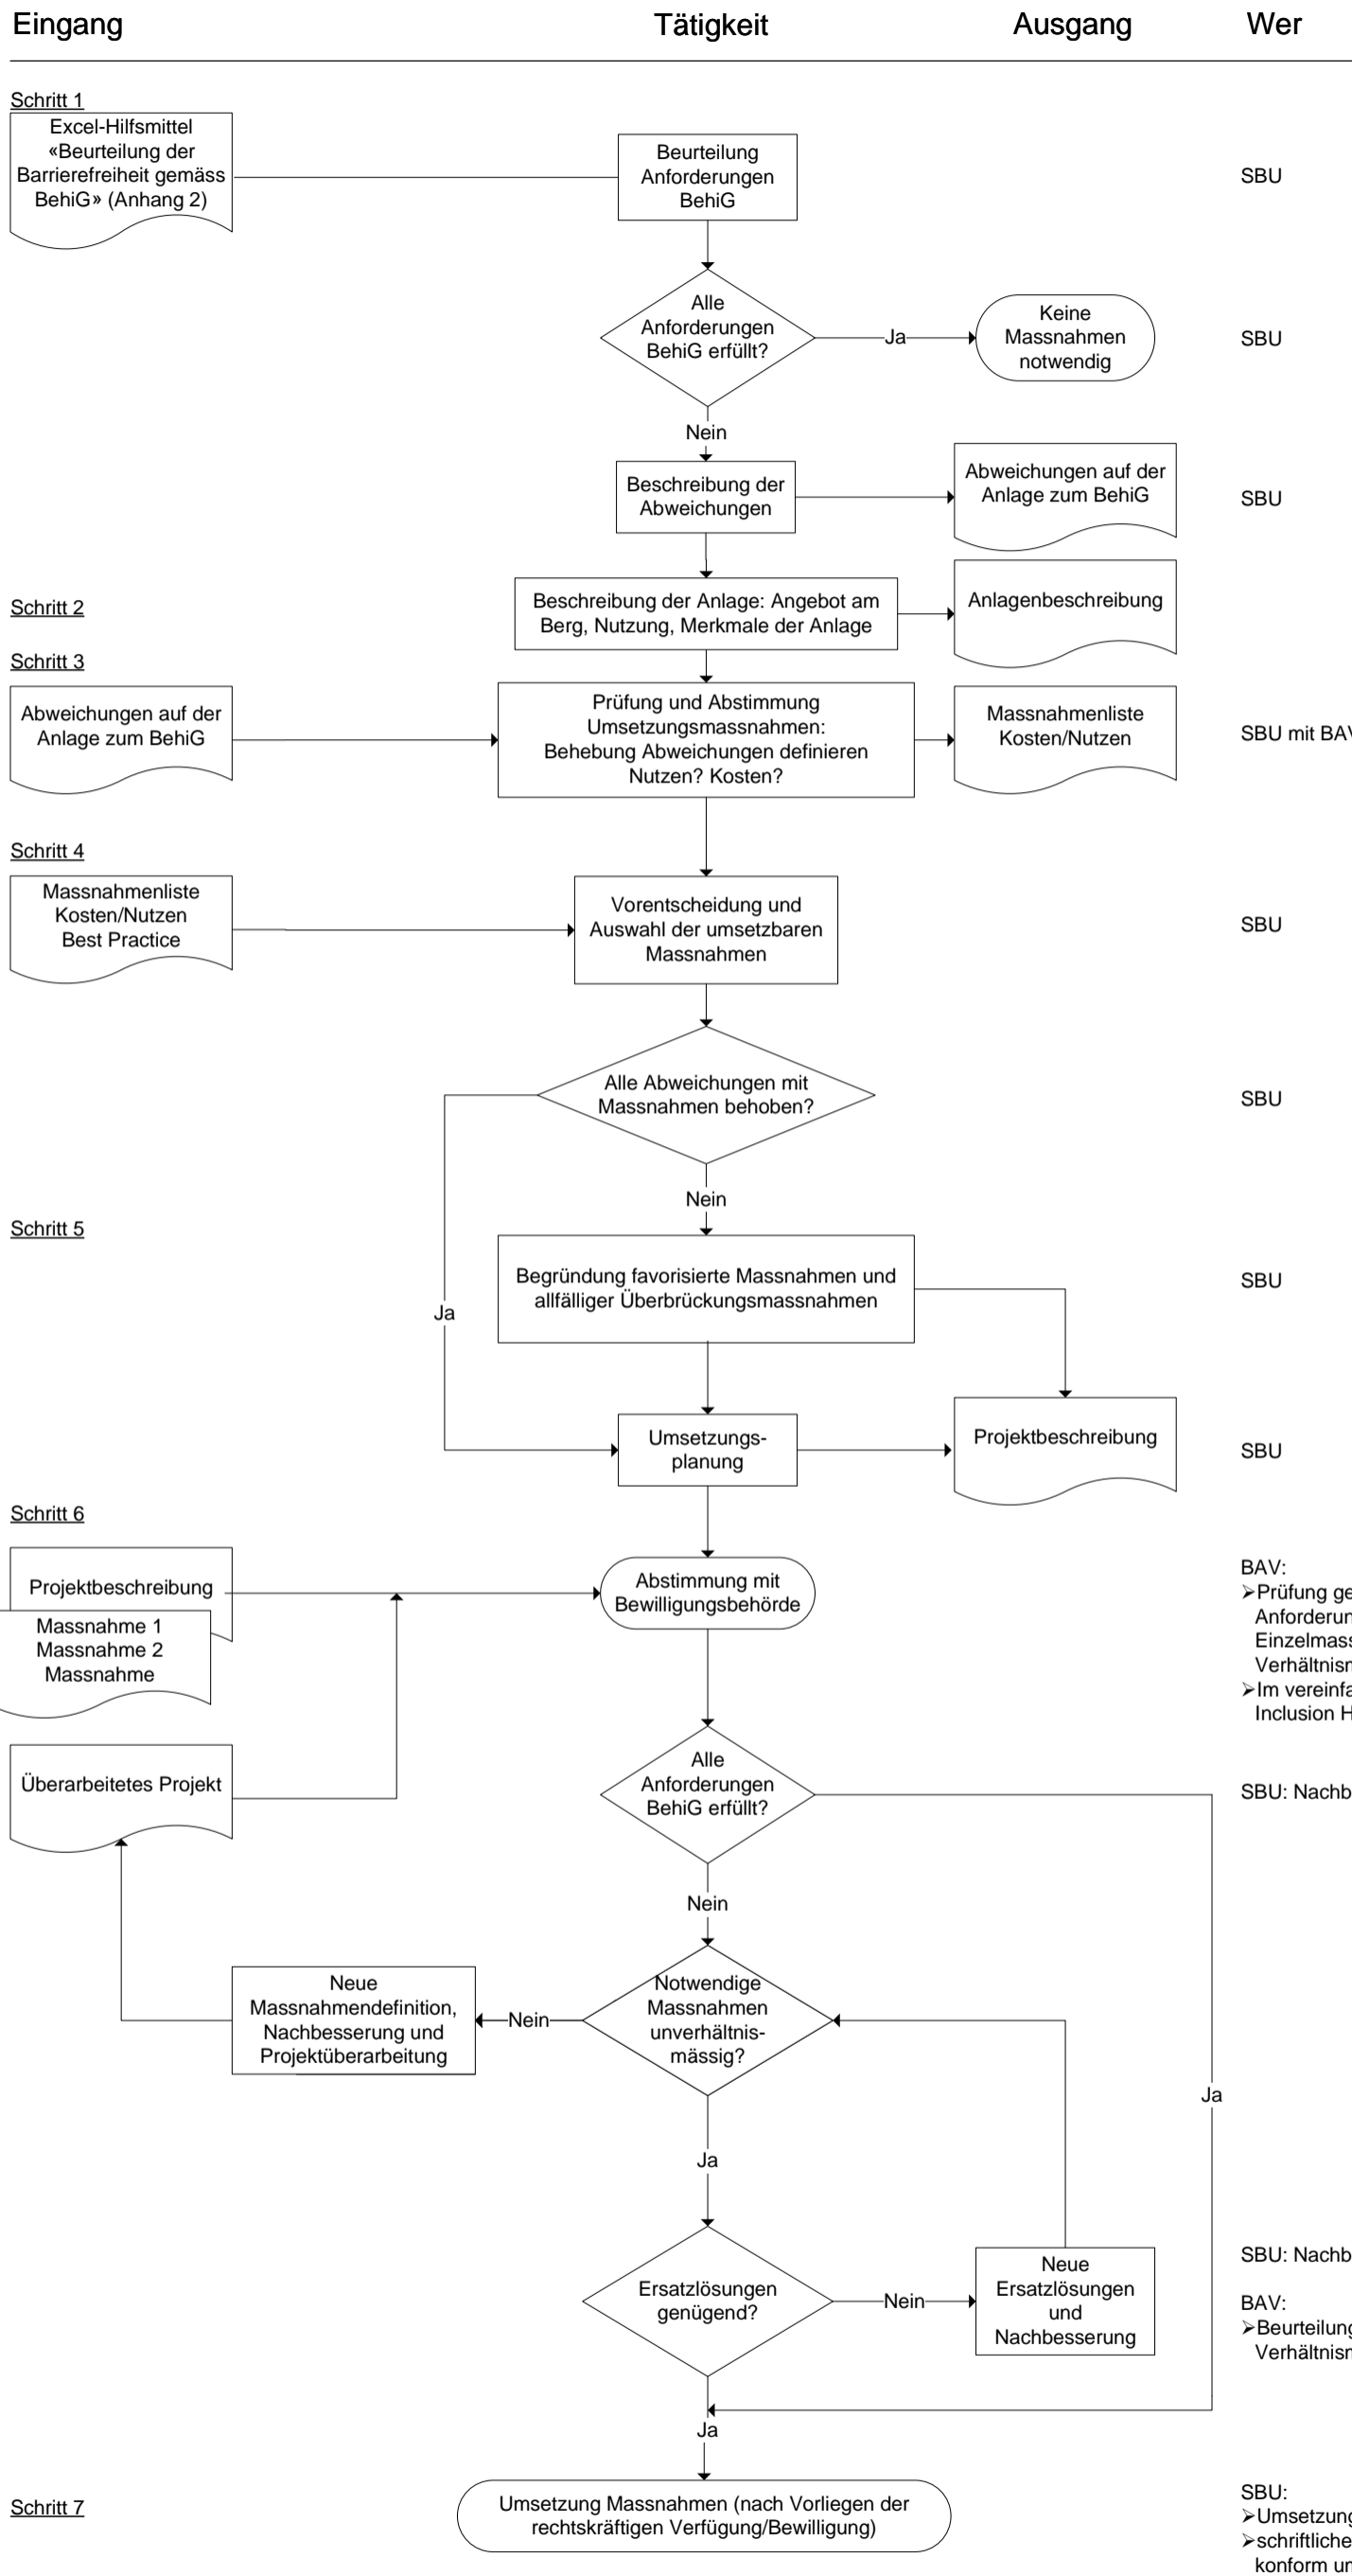 Eingang
Tätigkeit
Ausgang
Wer
Schritt 1
Excel-Hilfsmittel
«Beurteilung der
Barrierefreiheit gemäss
BehiG» (Anhang 2)
Beurteilung
Anforderungen
BehiG
SBU
Alle
Anforderungen
BehiG erfüllt?
Ja
Keine
Massnahmen
notwendig
SBU
Nein
Beschreibung der
Abweichungen
Abweichungen auf der
Anlage zum BehiG
SBU
Schritt 2
Beschreibung der Anlage: Angebot am
Berg, Nutzung, Merkmale der Anlage
Anlagenbeschreibung
Schritt 3
Abweichungen auf der
Anlage zum BehiG
Prüfung und Abstimmung
Umsetzungsmassnahmen:
Behebung Abweichungen definieren
Nutzen? Kosten?
Massnahmenliste
Kosten/Nutzen
SBU mit BAV
Schritt 4
Massnahmenliste
Kosten/Nutzen
Best Practice
Vorentscheidung und
Auswahl der umsetzbaren
Massnahmen
SBU
Alle Abweichungen mit
Massnahmen behoben?
SBU
Nein
Schritt 5
Begründung favorisierte Massnahmen und
allfälliger Überbrückungsmassnahmen
SBU
Ja
Umsetzungs-
planung
Projektbeschreibung
SBU
Schritt 6
Projektbeschreibung
Massnahme 1
Massnahme 2
Massnahme
Abstimmung mit
Bewilligungsbehörde
BAV:
➢Prüfung
Im
Inclusion
Überarbeitetes Projekt
Alle
Anforderungen
BehiG erfüllt?
SBU:
Nein
Neue
Massnahmendefinition,
Nachbesserung und
Projektüberarbeitung
Nein
Notwendige
Massnahmen
unverhältnis-
mässig?
Ja
Ja
Ersatzlösungen
genügend?
Nein
Neue
Ersatzlösungen
und
Nachbesserung
SBU:
BAV:
Ja
Schritt 7
Umsetzung Massnahmen (nach Vorliegen der
rechtskräftigen Verfügung/Bewilligung)
SBU:
konform